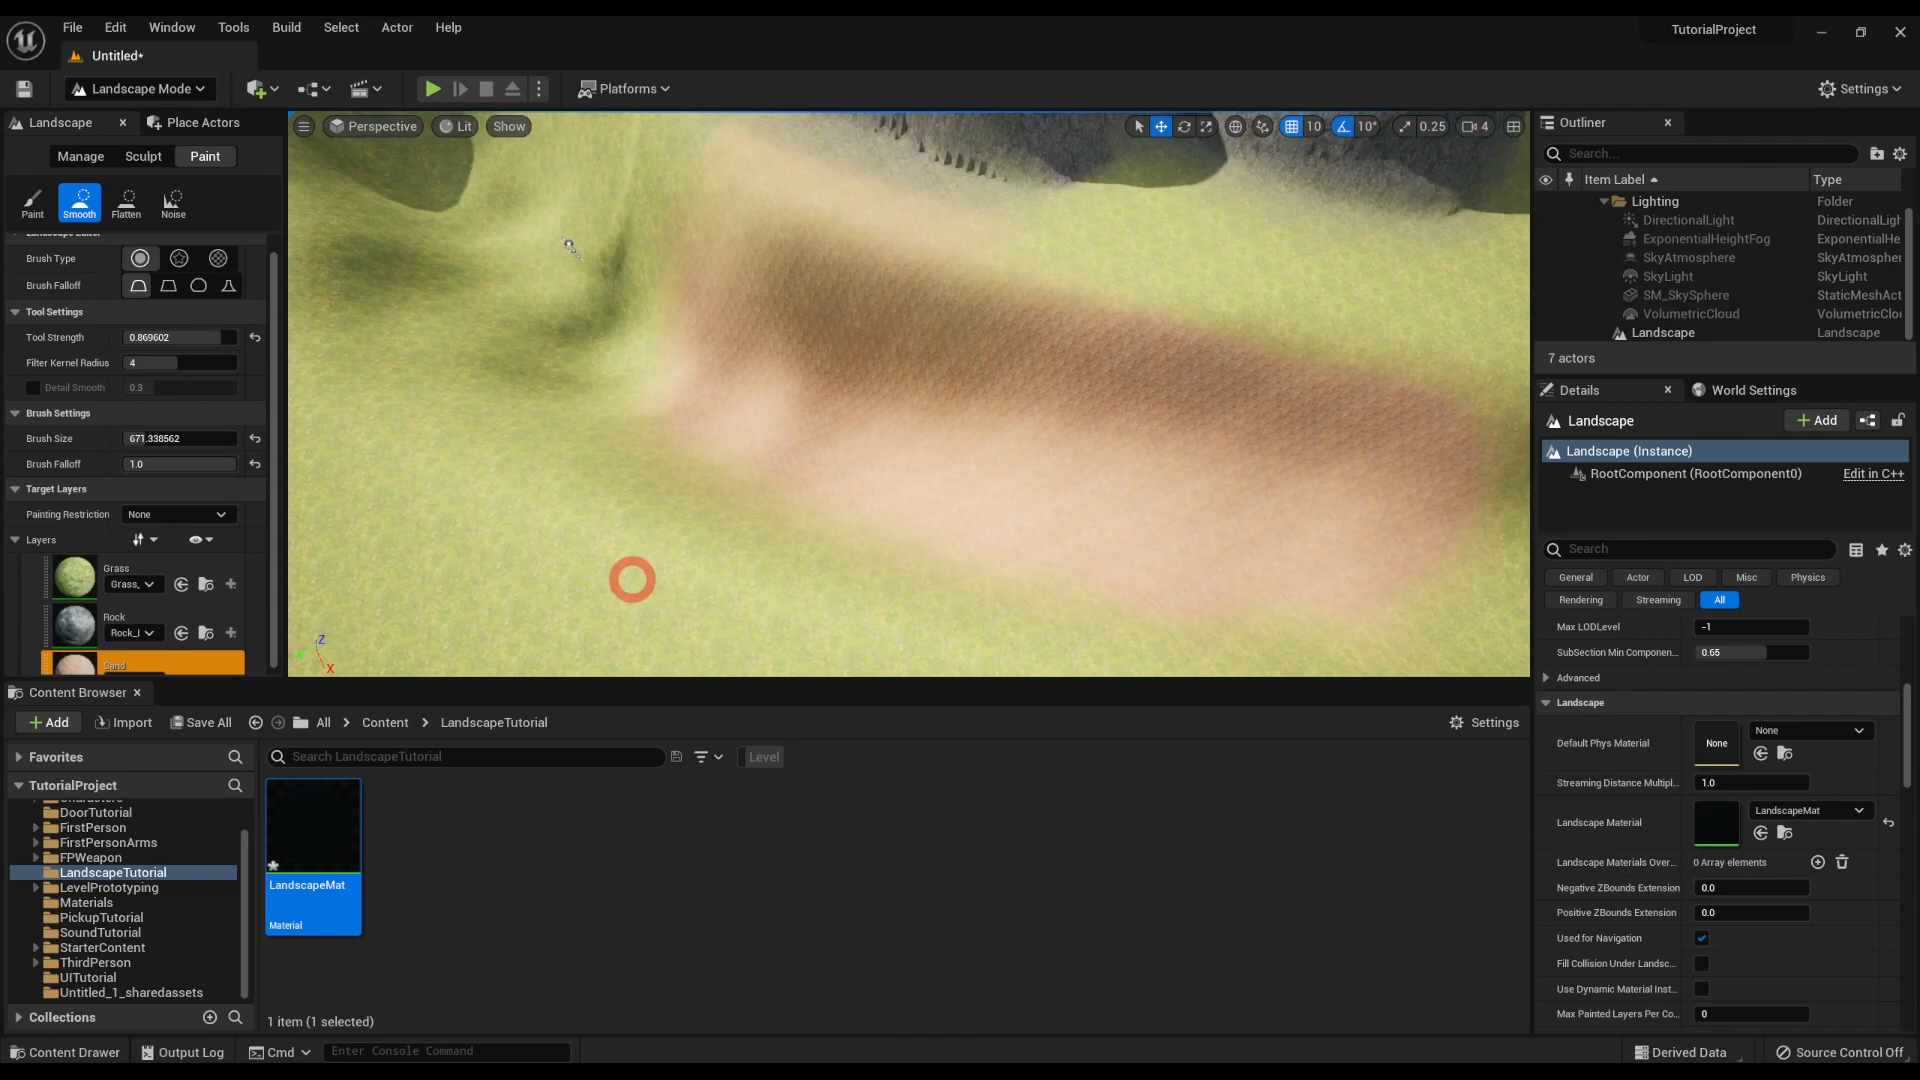 File Edit Window Tools Build Select Actor Help
TutorialProject
Untitled*
Landscape Mode
Platforms
Settings
Landscape
Place Actors
Manage Sculpt Paint
Paint Smooth Flatten Noise
Brush Type
Brush Falloff
Tool Settings
Tool Strength 0.869602
Filter Kernel Radius 4
Detail Smooth 0.3
Brush Settings
Brush Size 671.338562
Brush Falloff 1.0
Target Layers
Painting Restriction None
Layers
Grass
Grass_
Rock
Rock_l
Sand
Perspective Lit Show
10 10° 0.25 4
Z
X
Outliner
Search...
Item Label Type
Lighting Folder
DirectionalLight DirectionalLigh
ExponentialHeightFog ExponentialHe
SkyAtmosphere SkyAtmospher
SkyLight SkyLight
SM_SkySphere StaticMeshAct
VolumetricCloud VolumetricClou
Landscape Landscape
7 actors
Details
World Settings
Landscape
Add
Landscape (Instance)
RootComponent (RootComponent0) Edit in C++
Search
General Actor LOD Misc Physics
Rendering Streaming All
Max LODLevel -1
SubSection Min Componen... 0.65
Advanced
Landscape
Default Phys Material None None
Streaming Distance Multipl... 1.0
Landscape Material LandscapeMat
Landscape Materials Over... 0 Array elements
Negative ZBounds Extension 0.0
Positive ZBounds Extension 0.0
Used for Navigation
Fill Collision Under Landsc...
Use Dynamic Material Inst...
Max Painted Layers Per Co... 0
Content Browser
Add Import Save All All Content LandscapeTutorial
Settings
Favorites
Search LandscapeTutorial
Level
TutorialProject
Characters
DoorTutorial
FirstPerson
FirstPersonArms
FPWeapon
LandscapeTutorial
LevelPrototyping
Materials
PickupTutorial
SoundTutorial
StarterContent
ThirdPerson
UITutorial
Untitled_1_sharedassets
Collections
LandscapeMat
Material
1 item (1 selected)
Content Drawer Output Log Cmd Enter Console Command
Derived Data Source Control Off